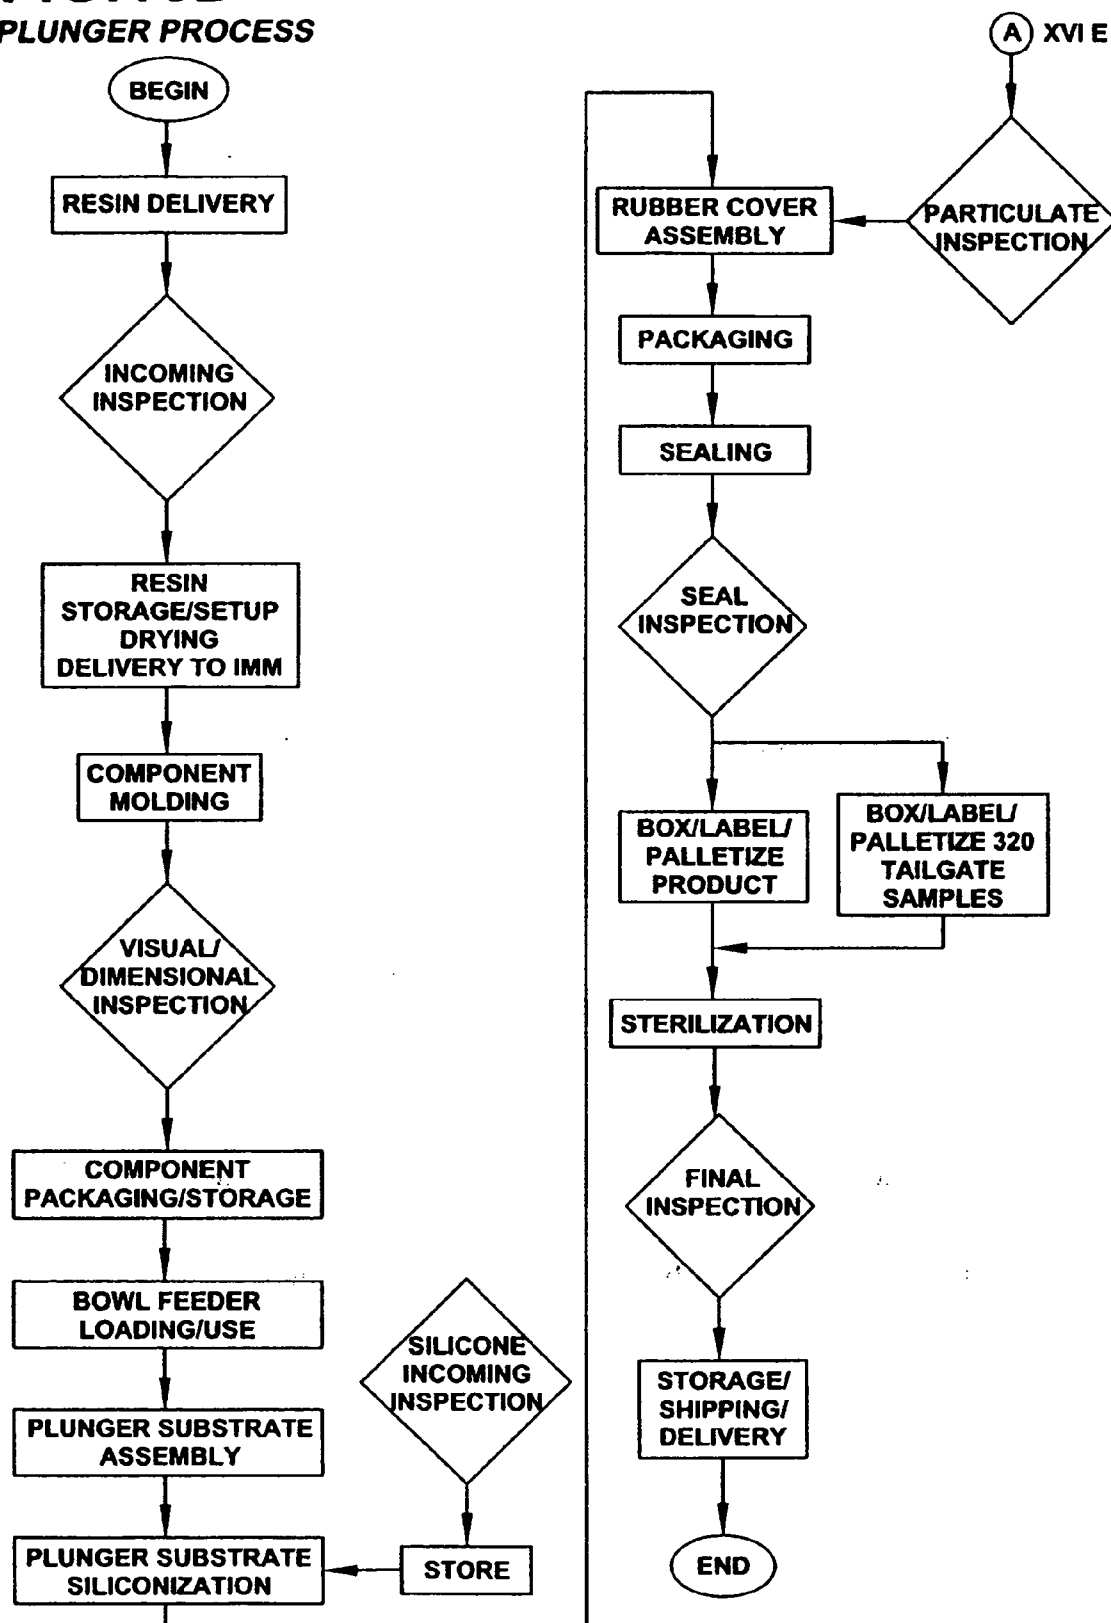 PLUNGER PROCESS
BEGIN
RESIN DELIVERY
INCOMING
INSPECTION
RESIN
STORAGE/SETUP
DRYING
DELIVERY TO IMM
COMPONENT
MOLDING
VISUAL/
DIMENSIONAL
INSPECTION
COMPONENT
PACKAGING/STORAGE
BOWL FEEDER
LOADING/USE
PLUNGER SUBSTRATE
ASSEMBLY
PLUNGER SUBSTRATE
SILICONIZATION
SILICONE
INCOMING
INSPECTION
STORE
A XVI E
PARTICULATE
INSPECTION
RUBBER COVER
ASSEMBLY
PACKAGING
SEALING
SEAL
INSPECTION
BOX/LABEL/
PALLETIZE
PRODUCT
BOX/LABEL/
PALLETIZE 320
TAILGATE
SAMPLES
STERILIZATION
FINAL
INSPECTION
STORAGE/
SHIPPING/
DELIVERY
END